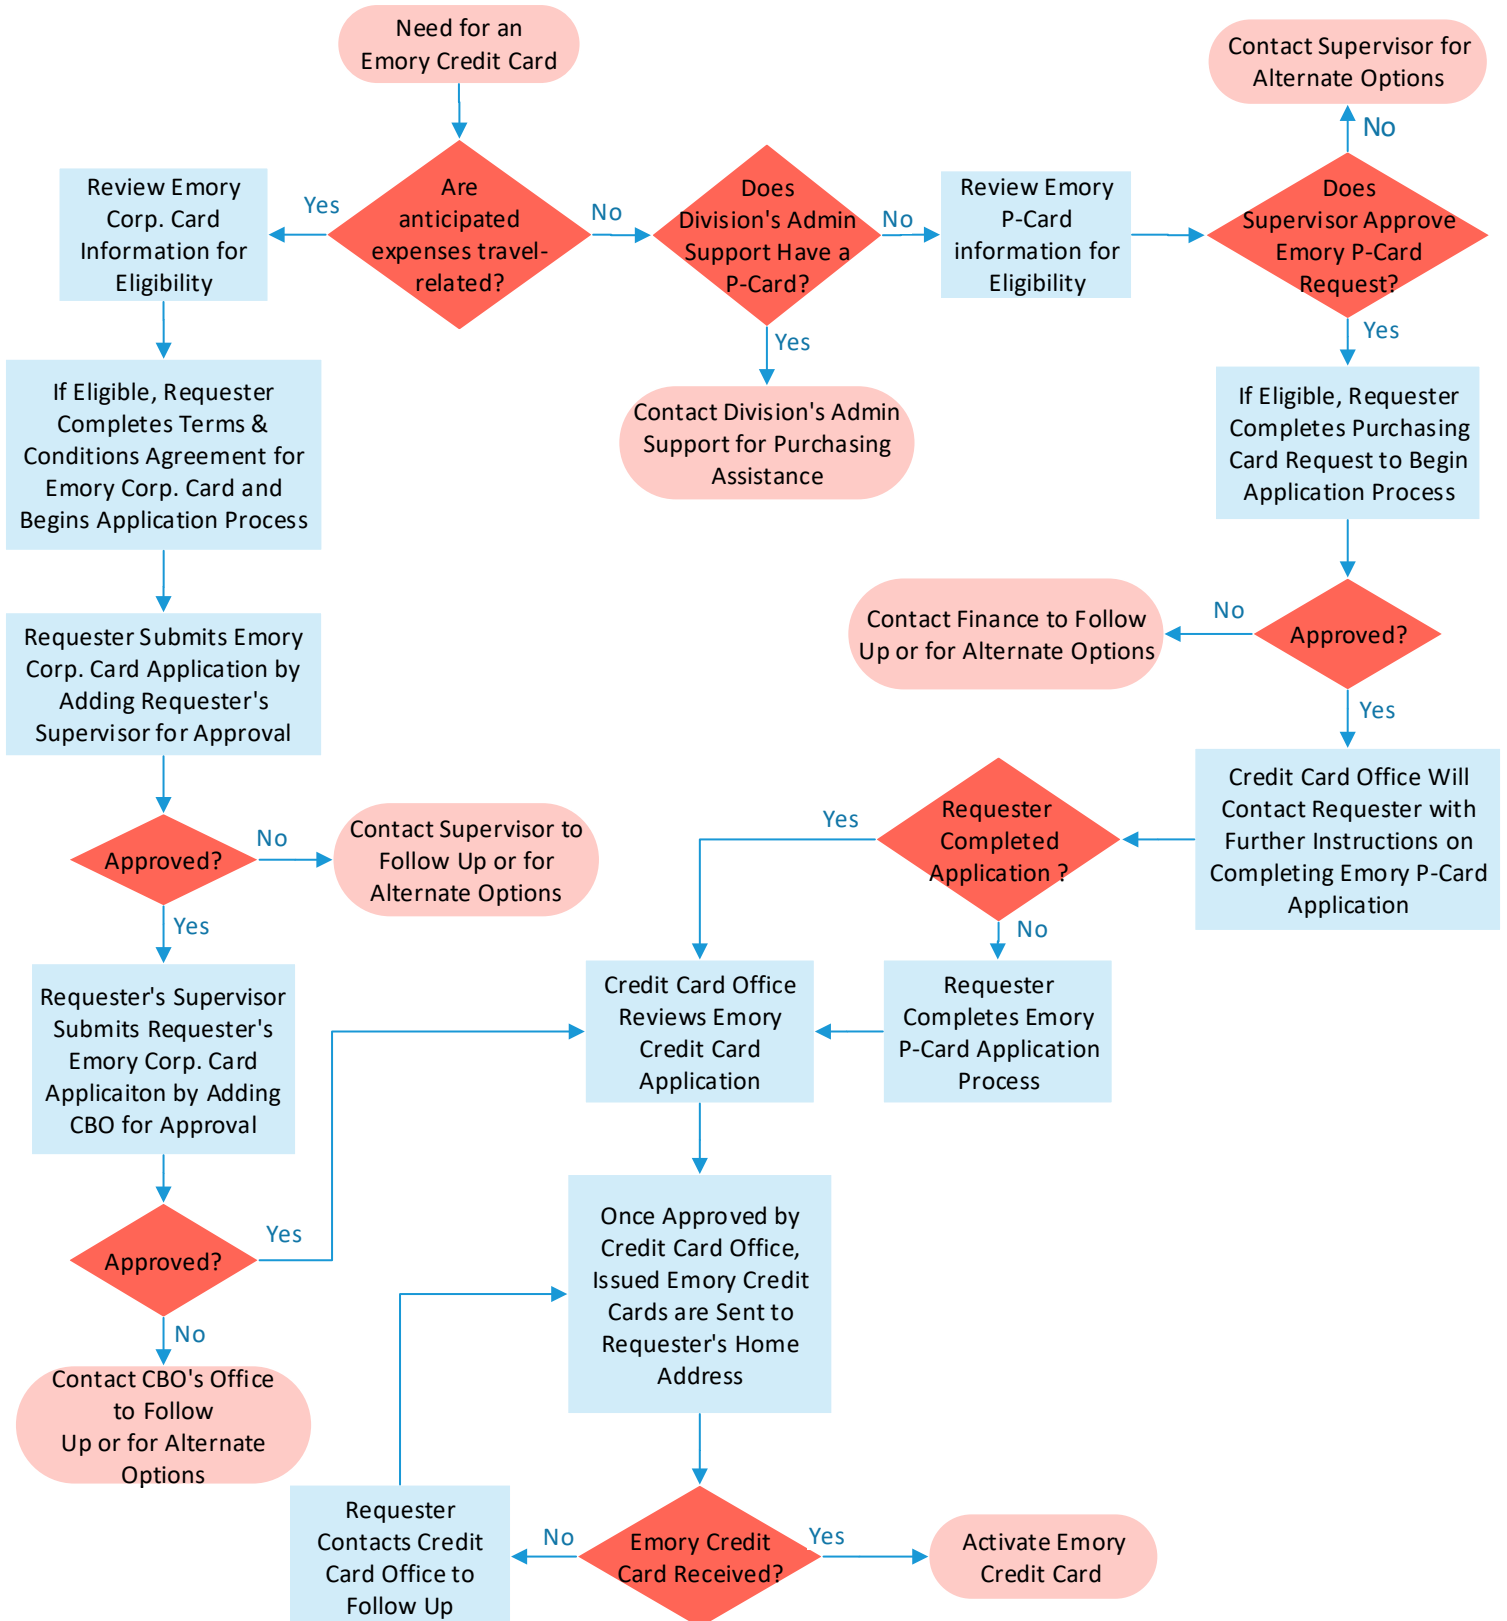 Need for an
Emory Credit Card
Contact Supervisor for
Alternate Options
No
Review Emory
Corp. Card
Information for
Eligibility
Yes
Are
anticipated
expenses travel-
related?
No
Does
Division's Admin
Support Have a
P-Card?
No
Review Emory
P-Card
information for
Eligibility
Does
Supervisor Approve
Emory P-Card
Request?
Yes
Yes
If Eligible, Requester
Completes Terms &
Conditions Agreement for
Emory Corp. Card and
Begins Application Process
Contact Division's Admin
Support for Purchasing
Assistance
If Eligible, Requester
Completes Purchasing
Card Request to Begin
Application Process
Requester Submits Emory
Corp. Card Application by
Adding Requester's
Supervisor for Approval
Contact Finance to Follow
Up or for Alternate Options
No
Approved?
Yes
Approved?
No
Contact Supervisor to
Follow Up or for
Alternate Options
Yes
Yes
Requester
Completed
Application ?
No
Credit Card Office Will
Contact Requester with
Further Instructions on
Completing Emory P-Card
Application
Requester's Supervisor
Submits Requester's
Emory Corp. Card
Applicaiton by Adding
CBO for Approval
Credit Card Office
Reviews Emory
Credit Card
Application
Requester
Completes Emory
P-Card Application
Process
Approved?
Yes
No
Contact CBO's Office
to Follow
Up or for Alternate
Options
Once Approved by
Credit Card Office,
Issued Emory Credit
Cards are Sent to
Requester's Home
Address
Requester
Contacts Credit
Card Office to
Follow Up
No
Emory Credit
Card Received?
Yes
Activate Emory
Credit Card